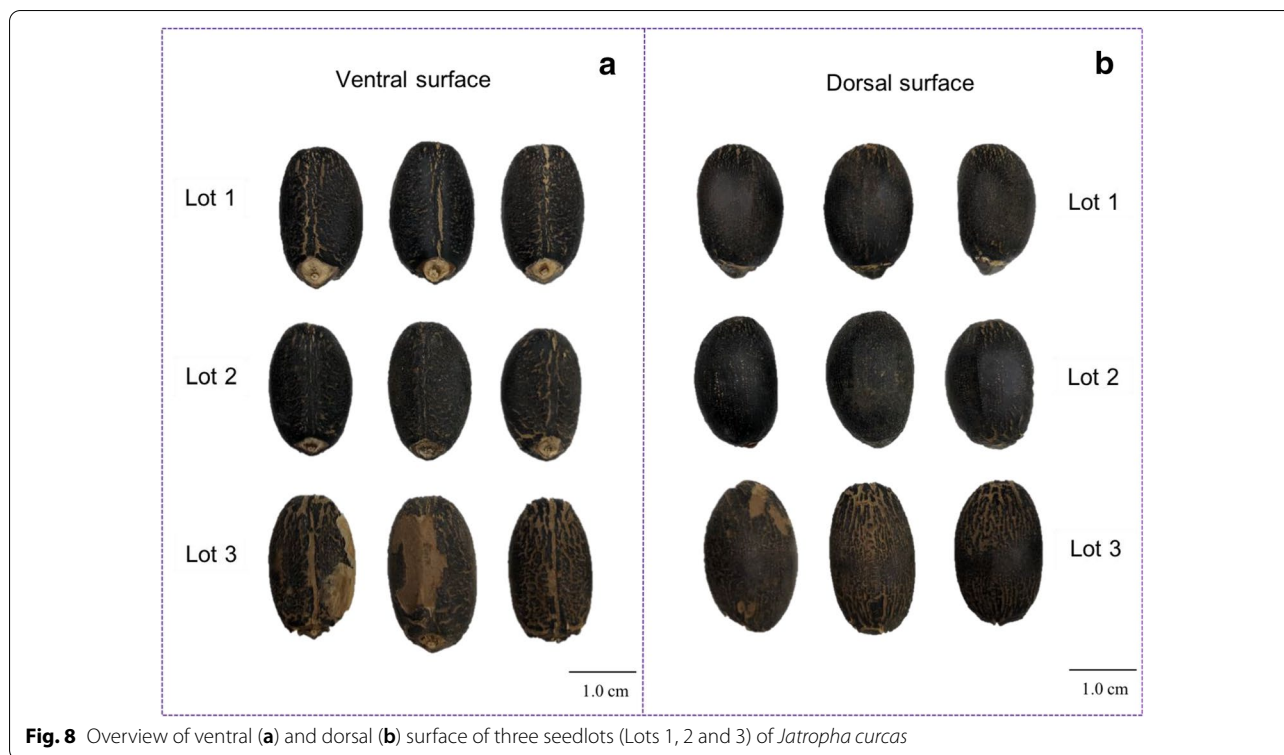 a
Ventral surface
Lot 1
Lot 2
Lot 3
1.0 cm
b
Dorsal surface
Lot 1
Lot 2
Lot 3
1.0 cm
Fig. 8 Overview of ventral (a) and dorsal (b) surface of three seedlots (Lots 1, 2 and 3) of Jatropha curcas